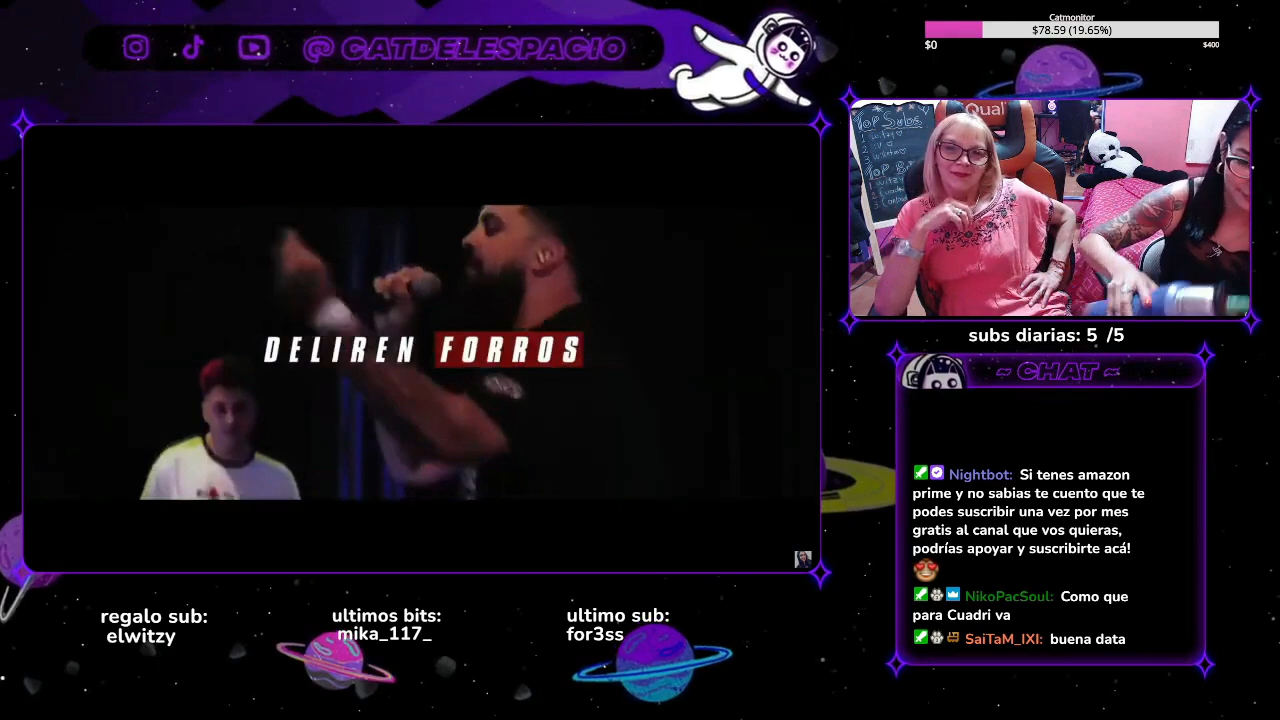 @CATDELESPACIO
Catmonitor
$78.59 (19.65%)
$0
$400
Qual
TOP Subs
DELIREN FORROS
subs diarias: 5 /5
~ CHAT ~
Nightbot: Si tenes amazon
prime y no sabias te cuento que te
podes suscribir una vez por mes
gratis al canal que vos quieras,
podrías apoyar y suscribirte acá!
NikoPacSoul: Como que
para Cuadri va
SaiTaM_IXI: buena data
regalo sub:
elwitzy
ultimos bits:
mika_117_
ultimo sub:
for3ss